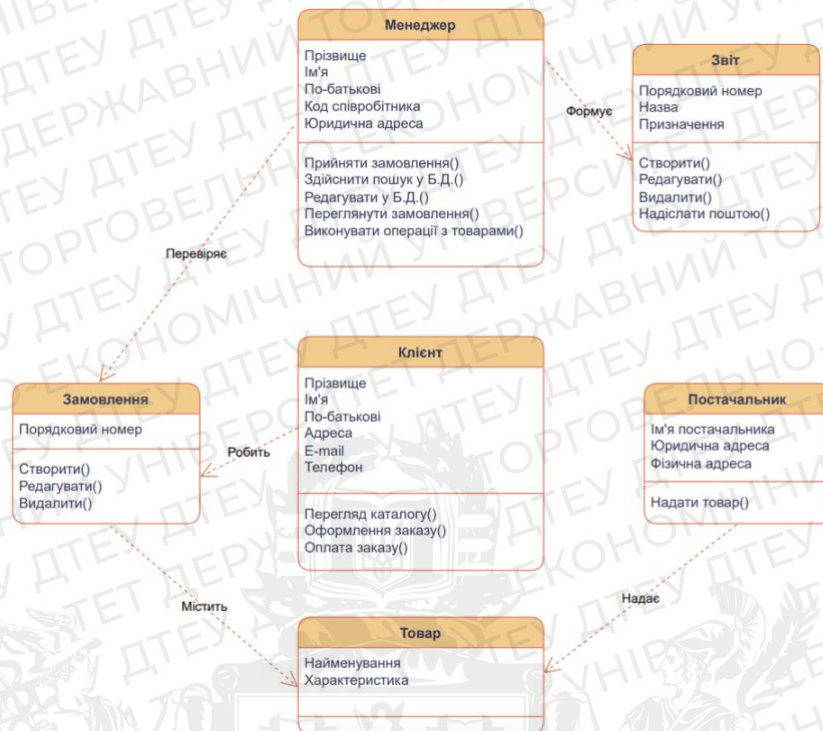 Менеджер
Прізвище
Ім'я
По-батькові
Код співробітника
Юридична адреса
Прийняти замовлення()
Здійснити пошук у Б.Д.()
Редагувати у Б.Д.()
Переглянути замовлення()
Виконувати операції з товарами()
Формує
Звіт
Порядковий номер
Назва
Призначення
Створити()
Редагувати()
Видалити()
Надіслати поштою()
Перевіряє
Замовлення
Порядковий номер
Створити()
Редагувати()
Видалити()
Робить
Клієнт
Прізвище
Ім'я
По-батькові
Адреса
E-mail
Телефон
Перегляд каталогу()
Оформлення заказу()
Оплата заказу()
Постачальник
Ім'я постачальника
Юридична адреса
Фізична адреса
Надати товар()
Містить
Надає
Товар
Найменування
Характеристика